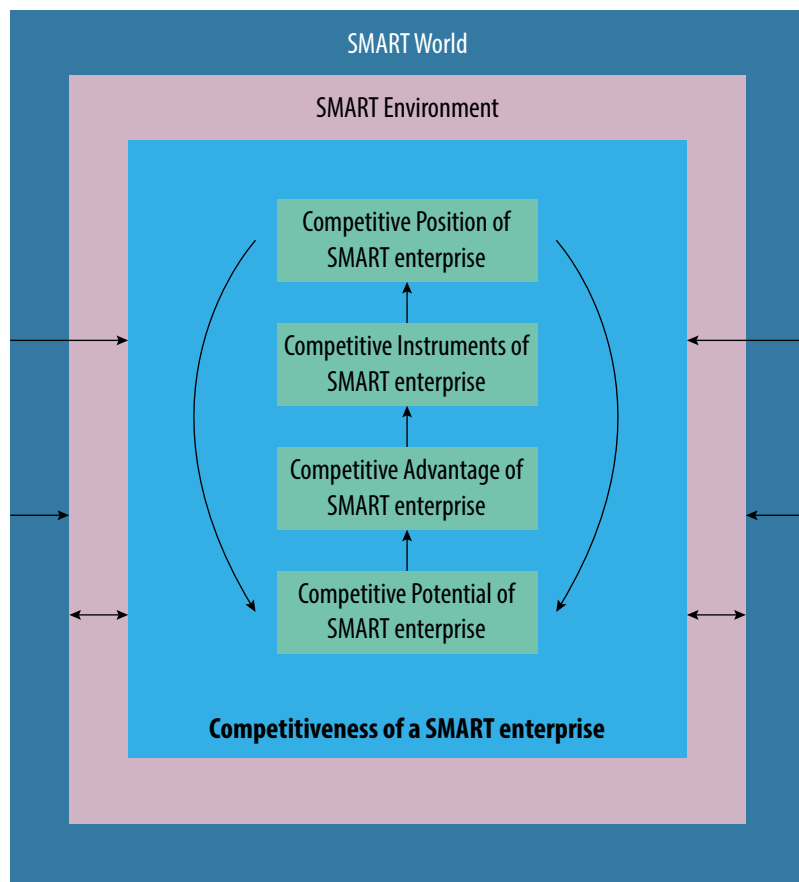 SMART World
SMART Environment
Competitive Position of
SMART enterprise
Competitive Instruments of
SMART enterprise
Competitive Advantage of
SMART enterprise
Competitive Potential of
SMART enterprise
Competitiveness of a SMART enterprise